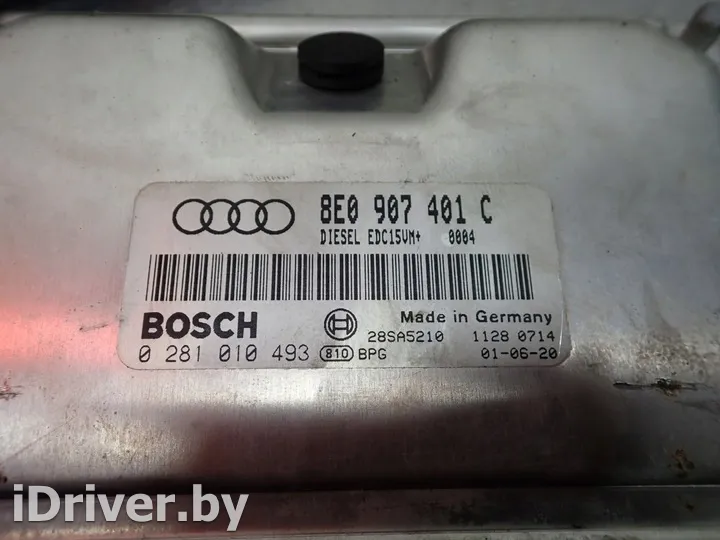 8E0 907 401 C
DIESEL EDC15VM+ 0004
BOSCH
Made in Germany
28SA5210 1128 0714
0 281 010 493 810 BPG 01-06-20
iDriver.by